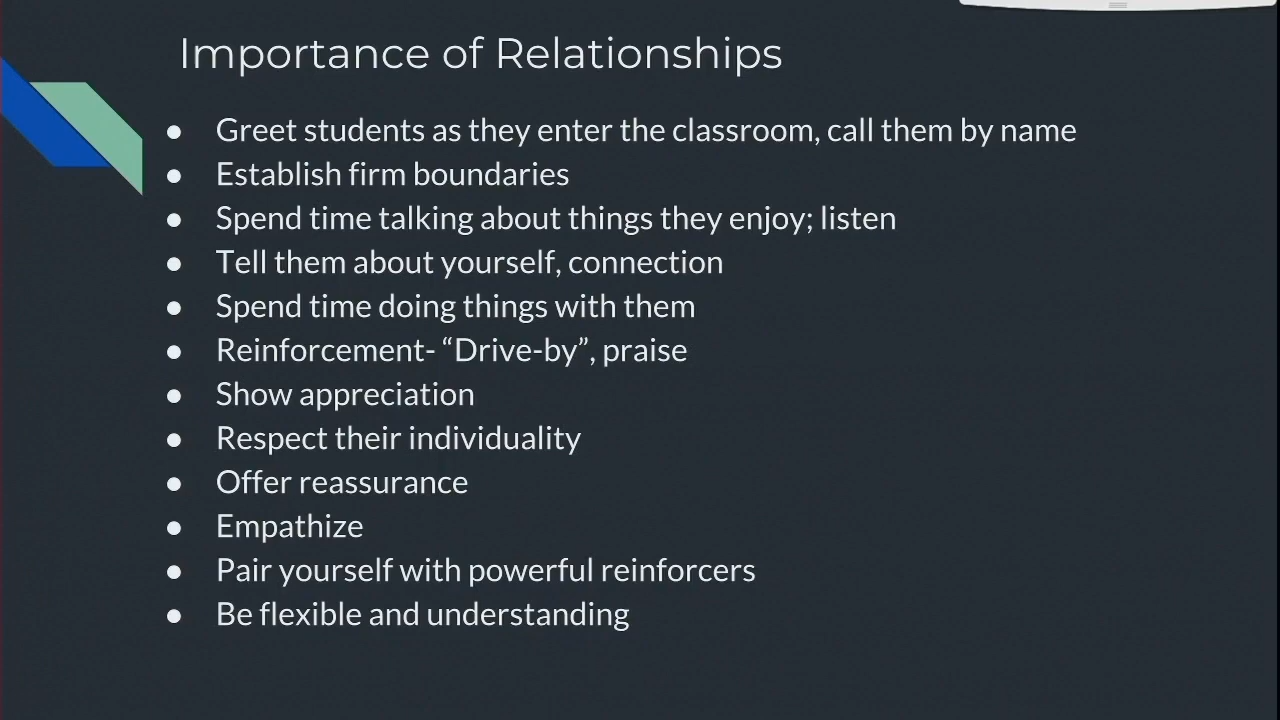 Importance of Relationships
● Greet students as they enter the classroom, call them by name
● Establish firm boundaries
● Spend time talking about things they enjoy; listen
● Tell them about yourself, connection
● Spend time doing things with them
● Reinforcement- “Drive-by”, praise
● Show appreciation
● Respect their individuality
● Offer reassurance
● Empathize
● Pair yourself with powerful reinforcers
● Be flexible and understanding